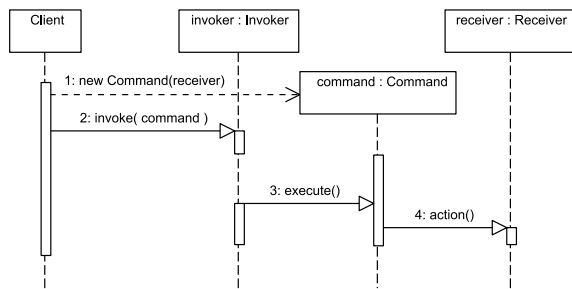 Client
invoker : Invoker
receiver : Receiver
1: new Command(receiver)
command : Command
2: invoke( command )
3: execute()
4: action()